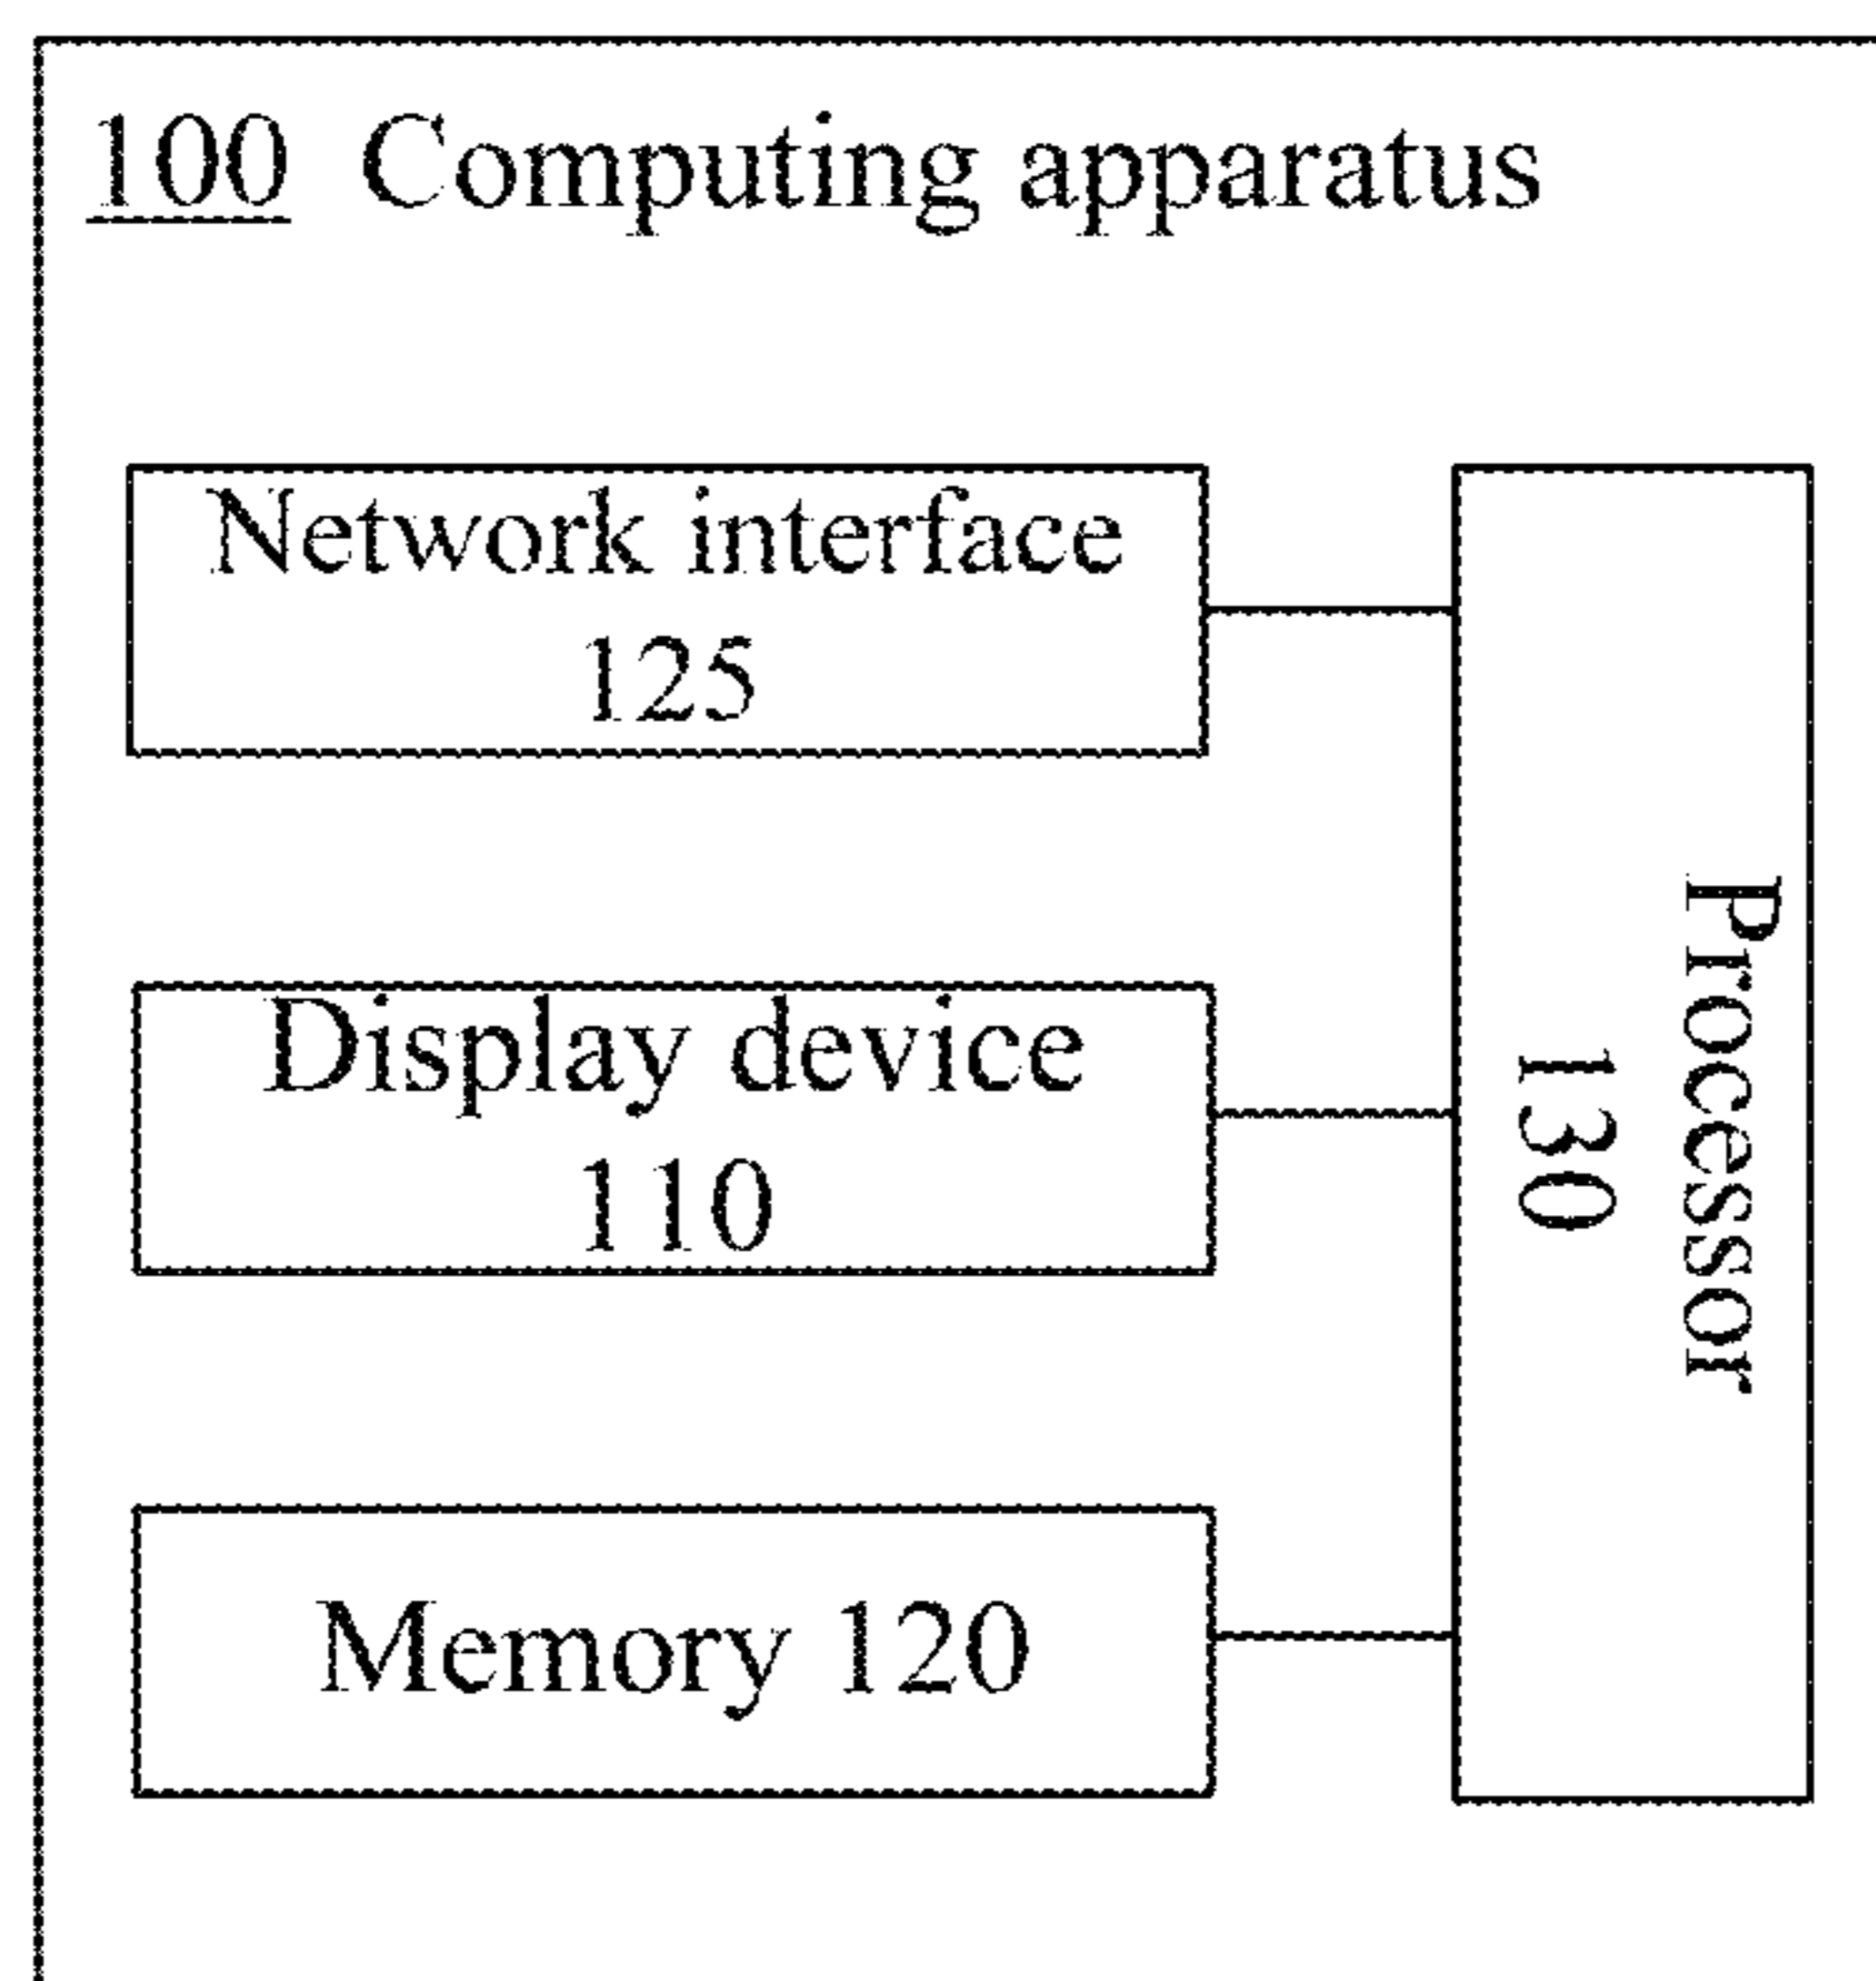 100 Computing apparatus
Network interface
125
Display device
110
Memory 120
Processor
130